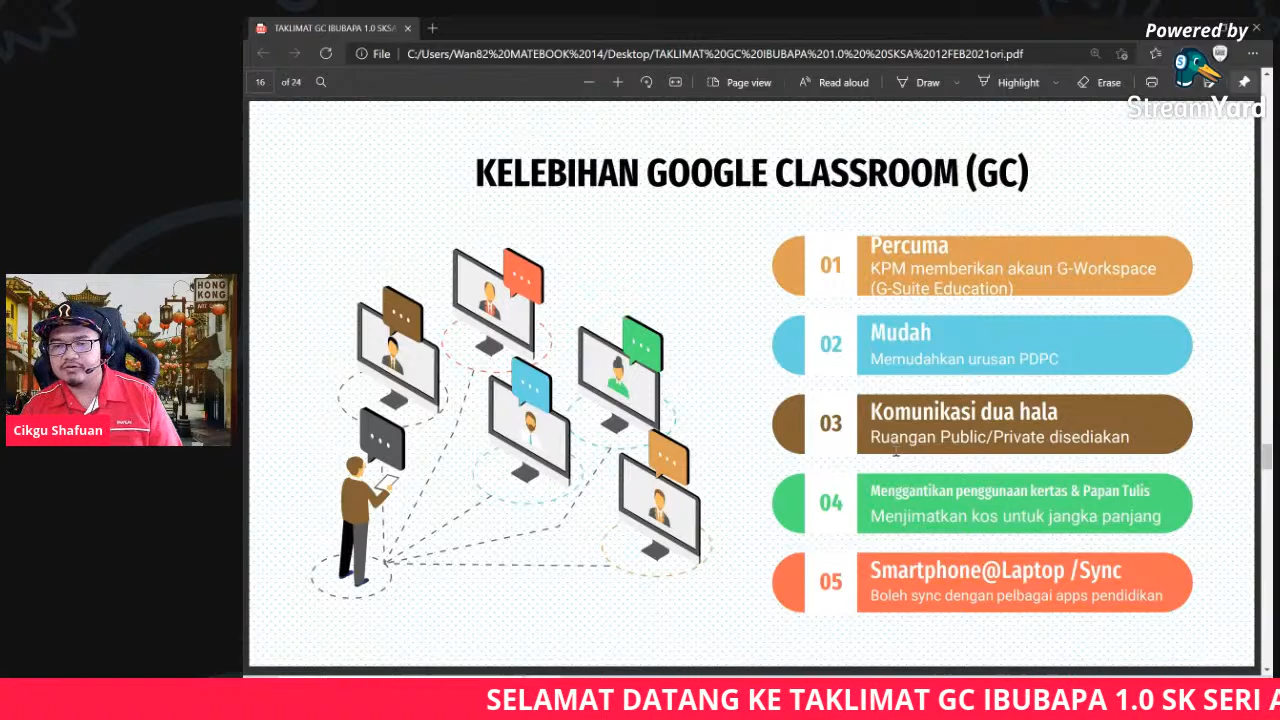 TAKLIMAT GC IBUBAPA 1.0 SKSA
Powered by
StreamYard
File
C:/Users/Wan82%20MATEBOOK%2014/Desktop/TAKLIMAT%20GC%20IBUBAPA%201.0%20%20SKSA%2012FEB2021ori.pdf
16 of 24
Page view
Read aloud
Draw
Highlight
Erase
KELEBIHAN GOOGLE CLASSROOM (GC)
01
Percuma
KPM memberikan akaun G-Workspace
(G-Suite Education)
02
Mudah
Memudahkan urusan PDPC
03
Komunikasi dua hala
Ruangan Public/Private disediakan
04
Menggantikan penggunaan kertas & Papan Tulis
Menjimatkan kos untuk jangka panjang
05
Smartphone@Laptop /Sync
Boleh sync dengan pelbagai apps pendidikan
HONG
KONG
Cikgu Shafuan
SELAMAT DATANG KE TAKLIMAT GC IBUBAPA 1.0 SK SERI A